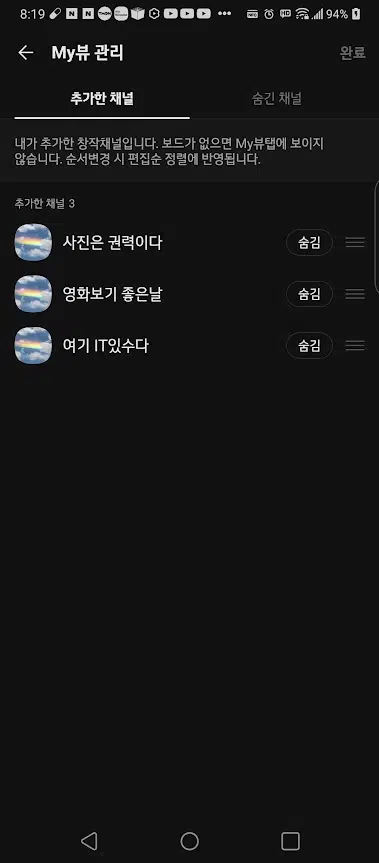 8:19
94%
My뷰 관리
완료
추가한 채널
숨긴 채널
내가 추가한 창작채널입니다. 보드가 없으면 My뷰탭에 보이지
않습니다. 순서변경 시 편집순 정렬에 반영됩니다.
추가한 채널 3
사진은 권력이다
숨김
영화보기 좋은날
숨김
여기 IT있수다
숨김